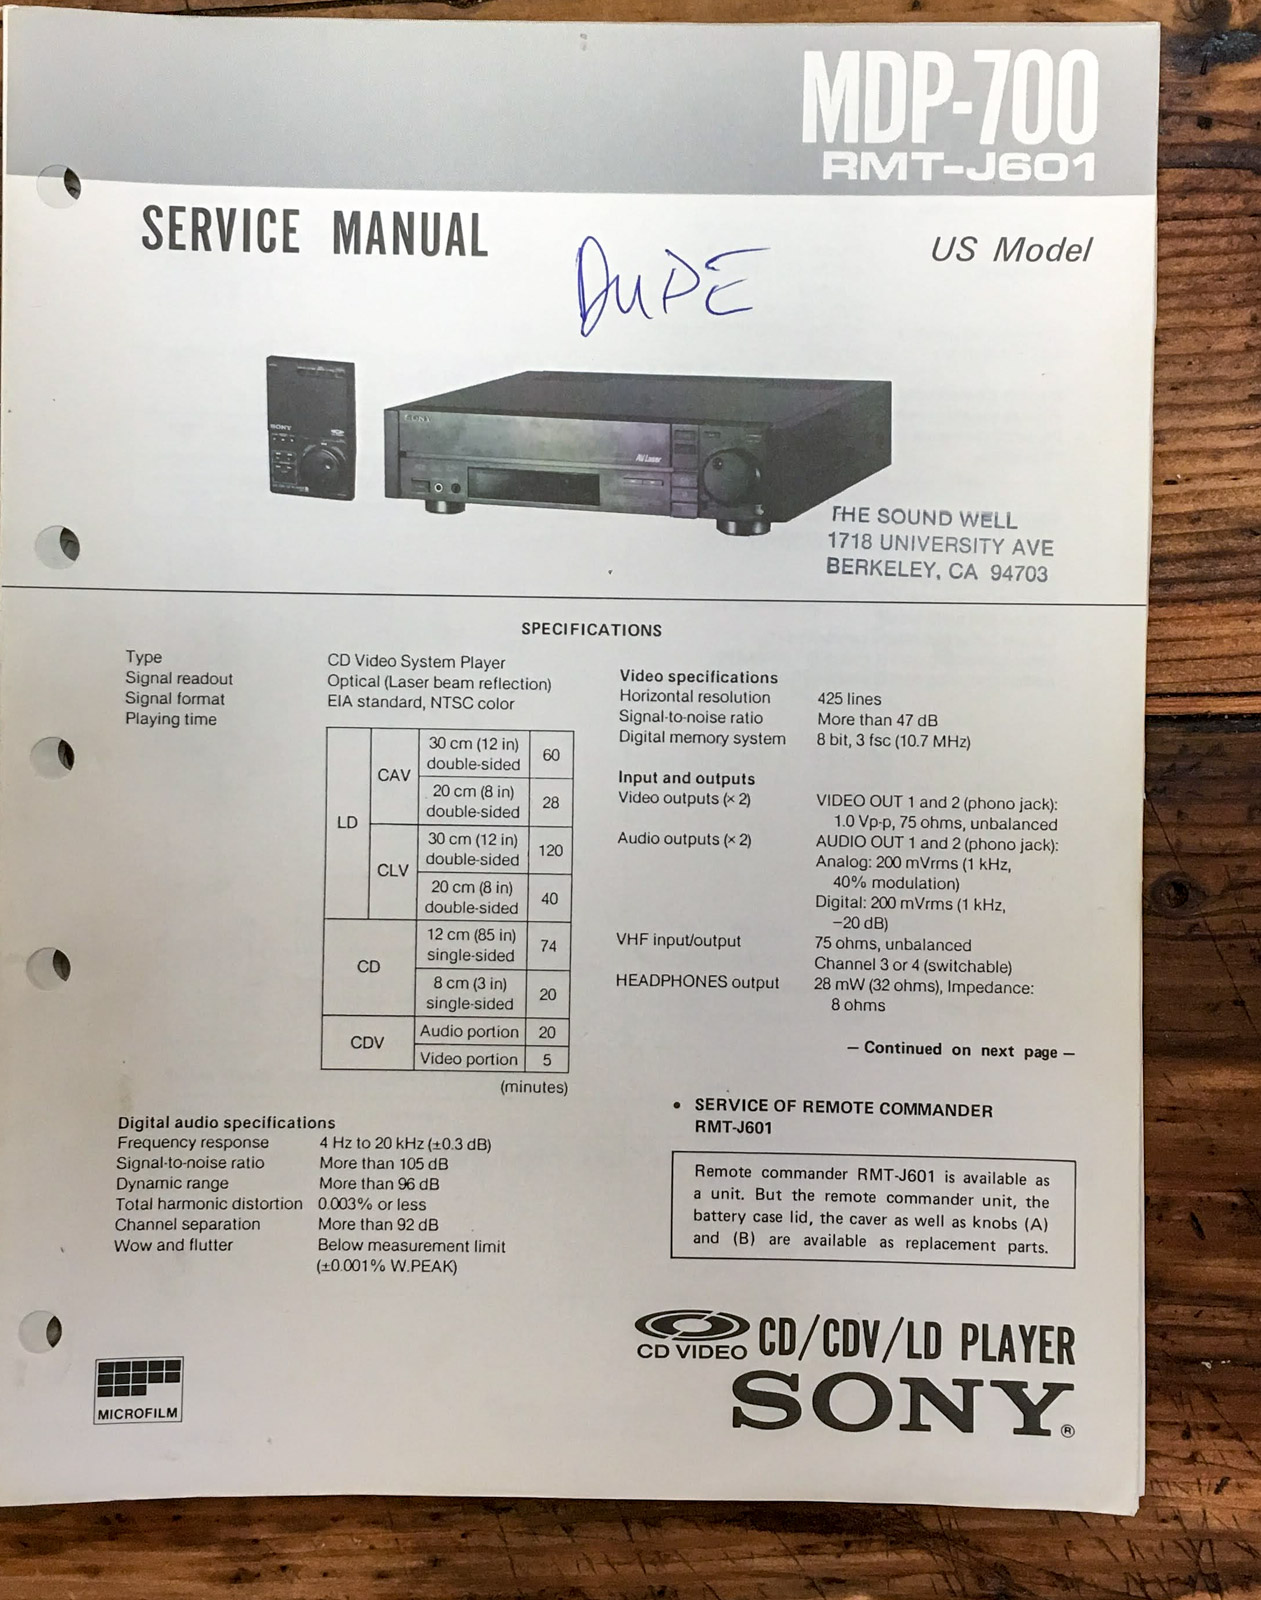 MDP-700
RMT-J601
SERVICE MANUAL
US Model
DUPE
SONY
SONY
AV Laser
THE SOUND WELL
1718 UNIVERSITY AVE
BERKELEY, CA 94703
SPECIFICATIONS
Type CD Video System Player
Signal readout Optical (Laser beam reflection)
Signal format EIA standard, NTSC color
Playing time
LD
CAV
30 cm (12 in)
double-sided
60
20 cm (8 in)
double-sided
28
CLV
30 cm (12 in)
double-sided
120
20 cm (8 in)
double-sided
40
CD
12 cm (85 in)
single-sided
74
8 cm (3 in)
single-sided
20
CDV
Audio portion 20
Video portion 5
(minutes)
Digital audio specifications
Frequency response 4 Hz to 20 kHz (±0.3 dB)
Signal-to-noise ratio More than 105 dB
Dynamic range More than 96 dB
Total harmonic distortion 0.003% or less
Channel separation More than 92 dB
Wow and flutter Below measurement limit
(±0.001% W.PEAK)
Video specifications
Horizontal resolution 425 lines
Signal-to-noise ratio More than 47 dB
Digital memory system 8 bit, 3 fsc (10.7 MHz)
Input and outputs
Video outputs (× 2) VIDEO OUT 1 and 2 (phono jack):
1.0 Vp-p, 75 ohms, unbalanced
Audio outputs (× 2) AUDIO OUT 1 and 2 (phono jack):
Analog: 200 mVrms (1 kHz,
40% modulation)
Digital: 200 mVrms (1 kHz,
−20 dB)
VHF input/output 75 ohms, unbalanced
Channel 3 or 4 (switchable)
HEADPHONES output 28 mW (32 ohms), Impedance:
8 ohms
— Continued on next page —
• SERVICE OF REMOTE COMMANDER
RMT-J601
Remote commander RMT-J601 is available as
a unit. But the remote commander unit, the
battery case lid, the caver as well as knobs (A)
and (B) are available as replacement parts.
CD VIDEO
CD/CDV/LD PLAYER
SONY®
MICROFILM